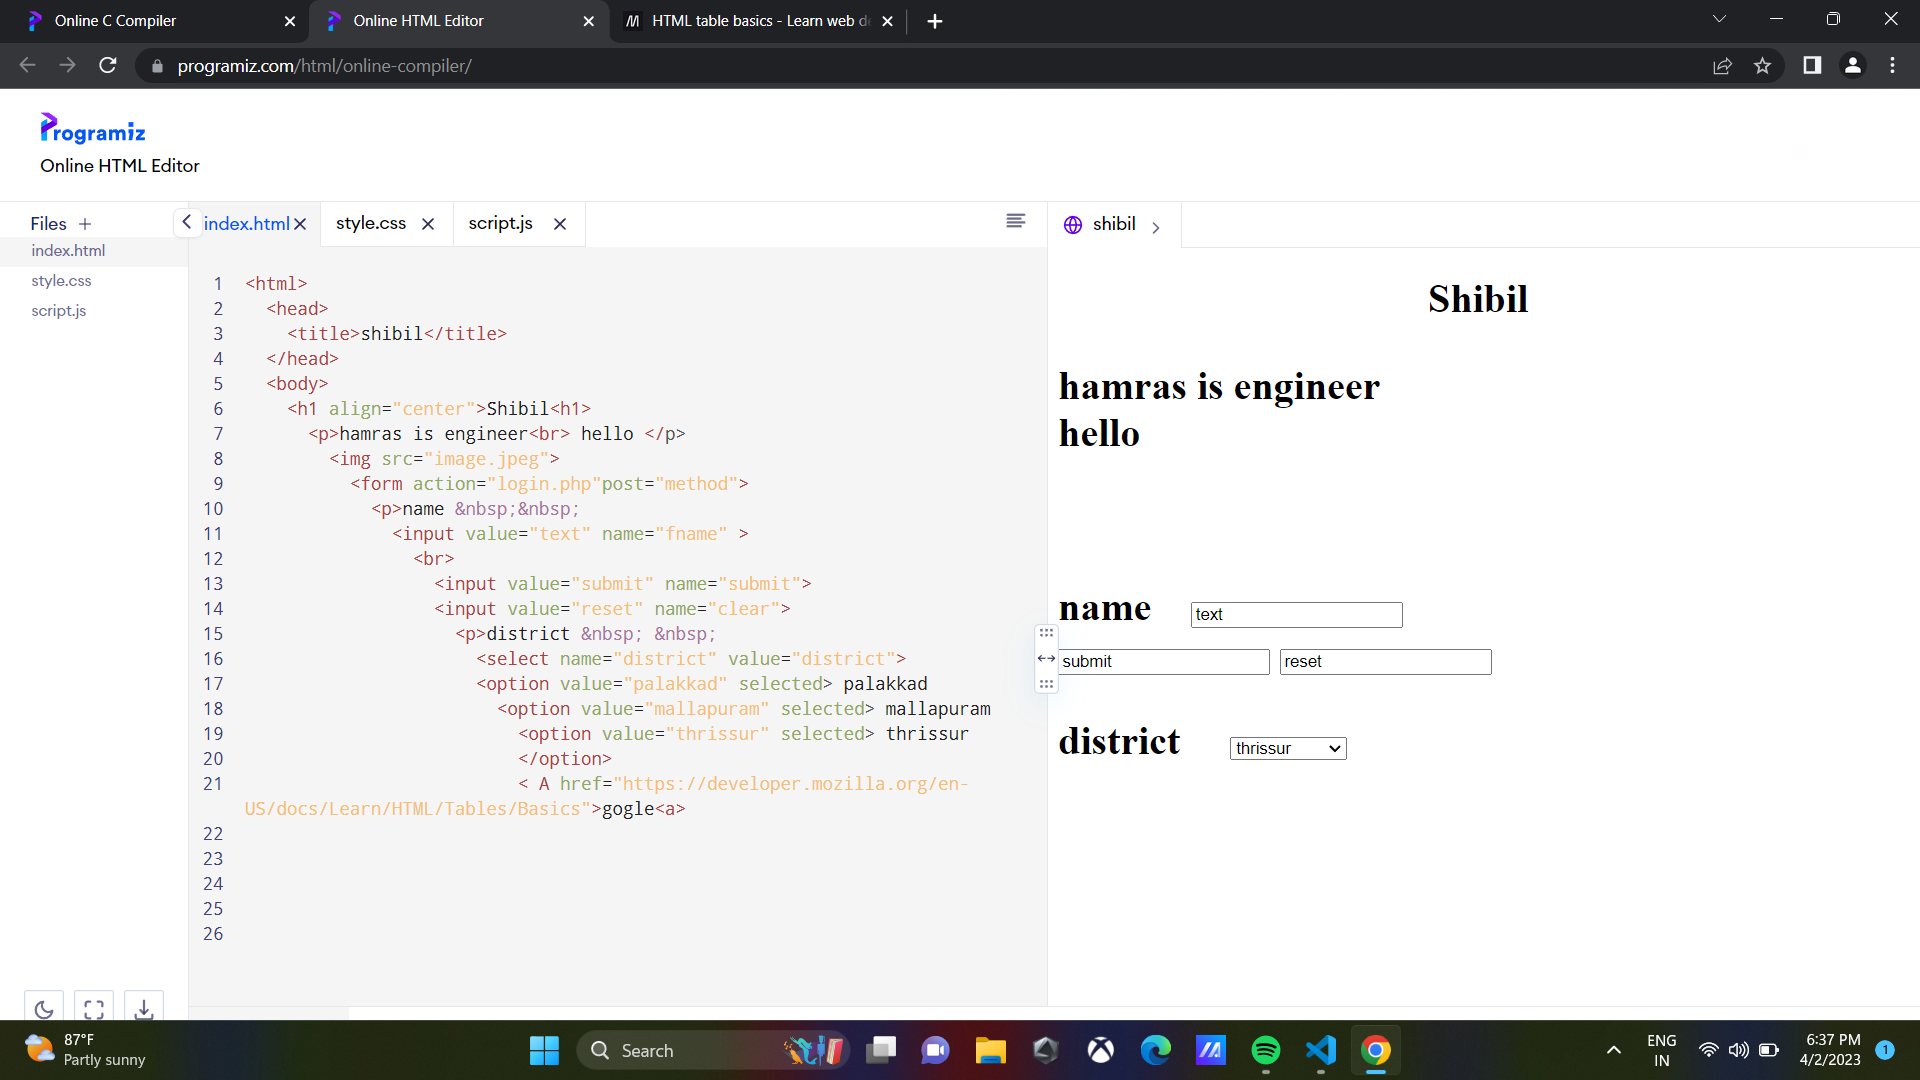 Online C Compiler
Online HTML Editor
HTML table basics - Learn web de
programiz.com/html/online-compiler/
Programiz
Online HTML Editor
Files +
index.html
style.css
script.js
index.html
style.css
script.js
shibil
1 <html>
2 <head>
3 <title>shibil</title>
4 </head>
5 <body>
6 <h1 align="center">Shibil<h1>
7 <p>hamras is engineer<br> hello </p>
8 <img src="image.jpeg">
9 <form action="login.php"post="method">
10 <p>name &nbsp;&nbsp;
11 <input value="text" name="fname" >
12 <br>
13 <input value="submit" name="submit">
14 <input value="reset" name="clear">
15 <p>district &nbsp; &nbsp;
16 <select name="district" value="district">
17 <option value="palakkad" selected> palakkad
18 <option value="mallapuram" selected> mallapuram
19 <option value="thrissur" selected> thrissur
20 </option>
21 < A href="https://developer.mozilla.org/en-
US/docs/Learn/HTML/Tables/Basics">gogle<a>
22
23
24
25
26
Shibil
hamras is engineer
hello
name text
submit reset
district thrissur
87°F
Partly sunny
Search
ENG
IN
6:37 PM
4/2/2023
1